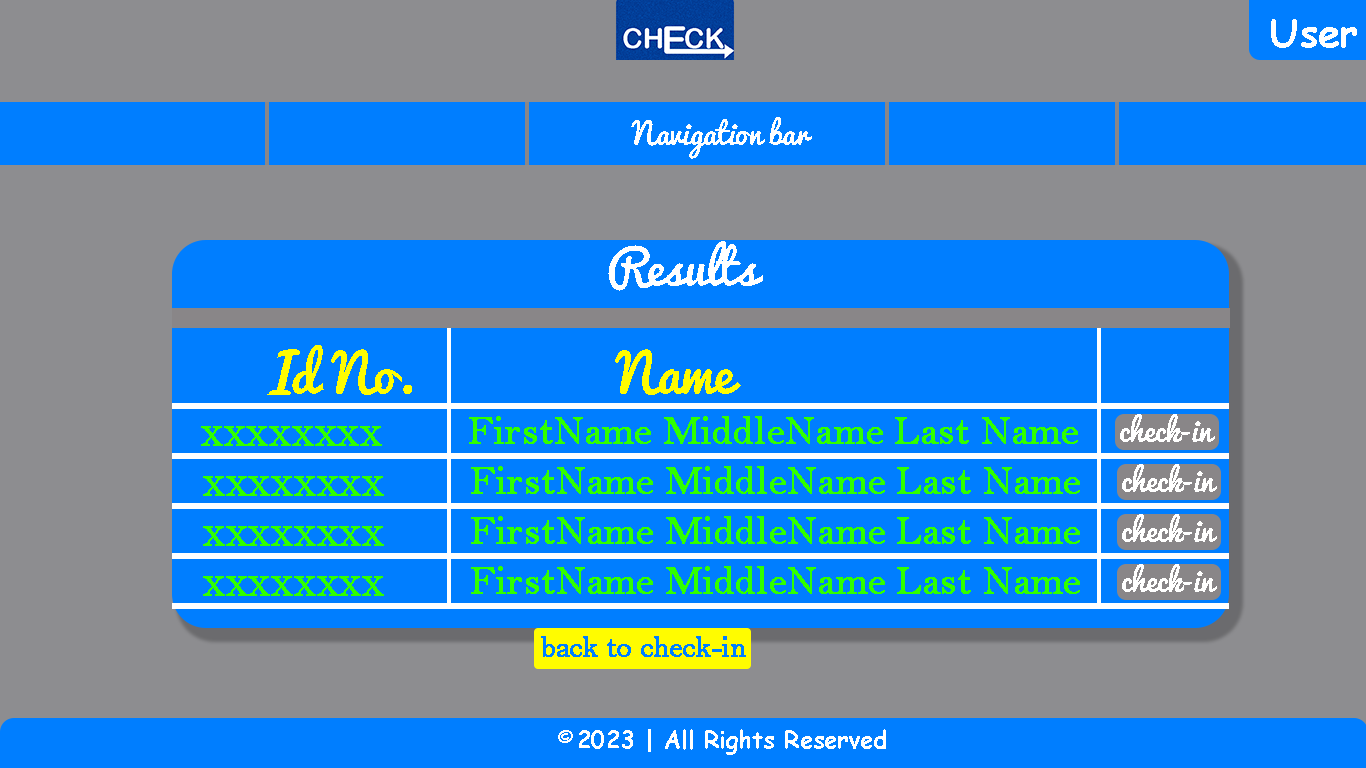 CHECK
User
Navigation bar
Results
Id No. Name
xxxxxxxx FirstName MiddleName Last Name check-in
xxxxxxxx FirstName MiddleName Last Name check-in
xxxxxxxx FirstName MiddleName Last Name check-in
xxxxxxxx FirstName MiddleName Last Name check-in
back to check-in
©2023 | All Rights Reserved